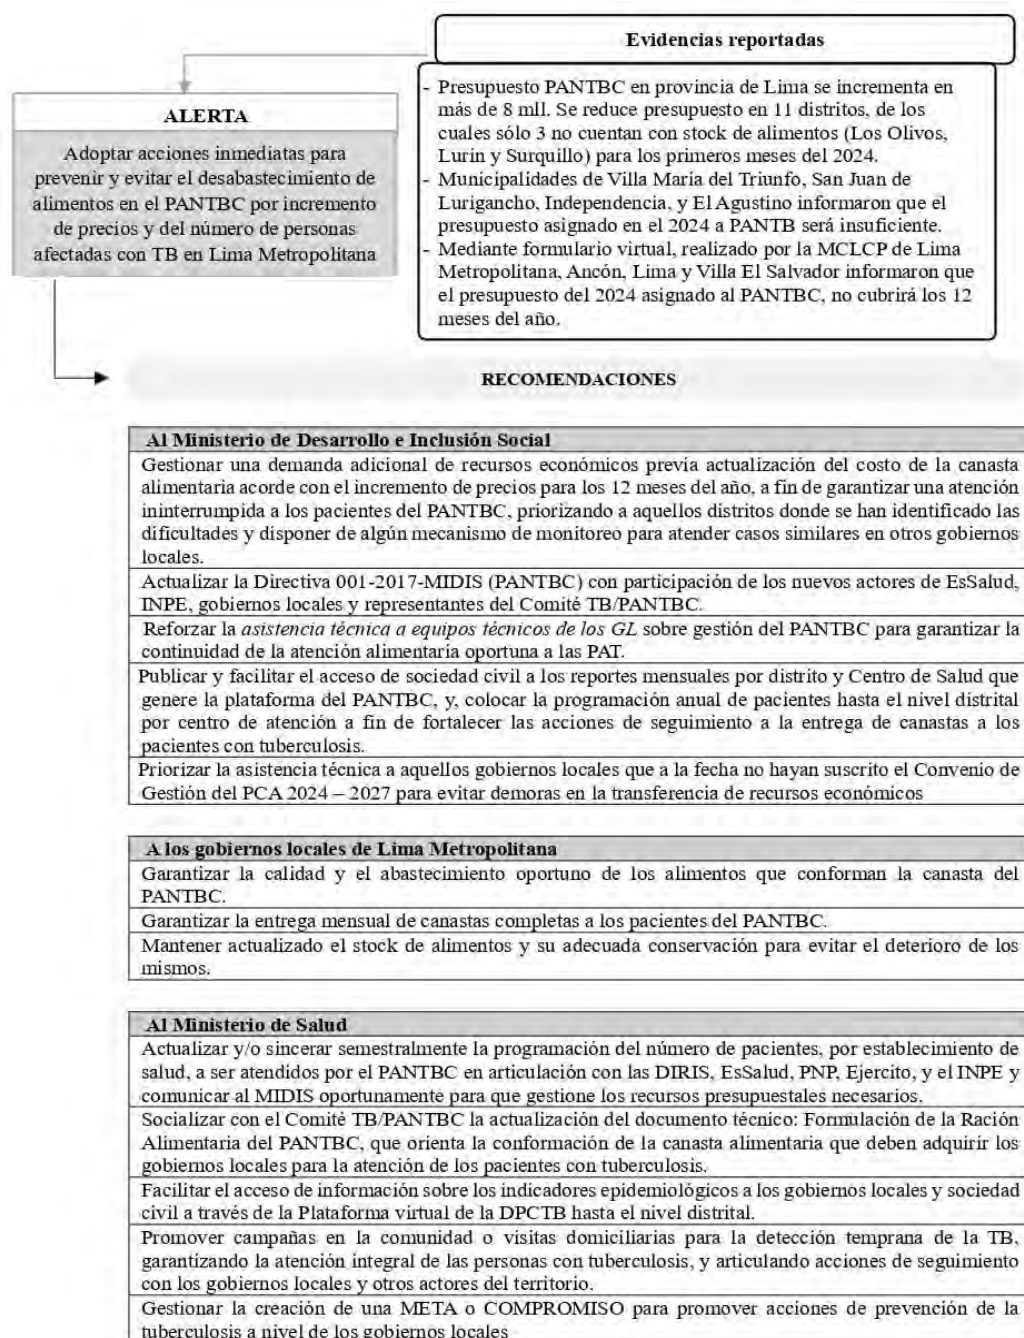 Evidencias reportadas
- Presupuesto PANTBC en provincia de Lima se incrementa en
más de 8 mll. Se reduce presupuesto en 11 distritos, de los
cuales sólo 3 no cuentan con stock de alimentos (Los Olivos,
Lurín y Surquillo) para los primeros meses del 2024.
- Municipalidades de Villa María del Triunfo, San Juan de
Lurigancho, Independencia, y El Agustino informaron que el
presupuesto asignado en el 2024 a PANTB será insuficiente.
- Mediante formulario virtual, realizado por la MCLCP de Lima
Metropolitana, Ancón, Lima y Villa El Salvador informaron que
el presupuesto del 2024 asignado al PANTBC, no cubrirá los 12
meses del año.
ALERTA
Adoptar acciones inmediatas para
prevenir y evitar el desabastecimiento de
alimentos en el PANTBC por incremento
de precios y del número de personas
afectadas con TB en Lima Metropolitana
RECOMENDACIONES
Al Ministerio de Desarrollo e Inclusión Social
Gestionar una demanda adicional de recursos económicos previa actualización del costo de la canasta
alimentaria acorde con el incremento de precios para los 12 meses del año, a fin de garantizar una atención
ininterrumpida a los pacientes del PANTBC, priorizando a aquellos distritos donde se han identificado las
dificultades y disponer de algún mecanismo de monitoreo para atender casos similares en otros gobiernos
locales.
Actualizar la Directiva 001-2017-MIDIS (PANTBC) con participación de los nuevos actores de EsSalud,
INPE, gobiernos locales y representantes del Comité TB/PANTBC.
Reforzar la asistencia técnica a equipos técnicos de los GL sobre gestión del PANTBC para garantizar la
continuidad de la atención alimentaria oportuna a las PAT.
Publicar y facilitar el acceso de sociedad civil a los reportes mensuales por distrito y Centro de Salud que
genere la plataforma del PANTBC, y, colocar la programación anual de pacientes hasta el nivel distrital
por centro de atención a fin de fortalecer las acciones de seguimiento a la entrega de canastas a los
pacientes con tuberculosis.
Priorizar la asistencia técnica a aquellos gobiernos locales que a la fecha no hayan suscrito el Convenio de
Gestión del PCA 2024 – 2027 para evitar demoras en la transferencia de recursos económicos
A los gobiernos locales de Lima Metropolitana
Garantizar la calidad y el abastecimiento oportuno de los alimentos que conforman la canasta del
PANTBC.
Garantizar la entrega mensual de canastas completas a los pacientes del PANTBC.
Mantener actualizado el stock de alimentos y su adecuada conservación para evitar el deterioro de los
mismos.
Al Ministerio de Salud
Actualizar y/o sincerar semestralmente la programación del número de pacientes, por establecimiento de
salud, a ser atendidos por el PANTBC en articulación con las DIRIS, EsSalud, PNP, Ejercito, y el INPE y
comunicar al MIDIS oportunamente para que gestione los recursos presupuestales necesarios.
Socializar con el Comité TB/PANTBC la actualización del documento técnico: Formulación de la Ración
Alimentaria del PANTBC, que orienta la conformación de la canasta alimentaria que deben adquirir los
gobiernos locales para la atención de los pacientes con tuberculosis.
Facilitar el acceso de información sobre los indicadores epidemiológicos a los gobiernos locales y sociedad
civil a través de la Plataforma virtual de la DPCTB hasta el nivel distrital.
Promover campañas en la comunidad o visitas domiciliarias para la detección temprana de la TB,
garantizando la atención integral de las personas con tuberculosis, y articulando acciones de seguimiento
con los gobiernos locales y otros actores del territorio.
Gestionar la creación de una META o COMPROMISO para promover acciones de prevención de la
tuberculosis a nivel de los gobiernos locales